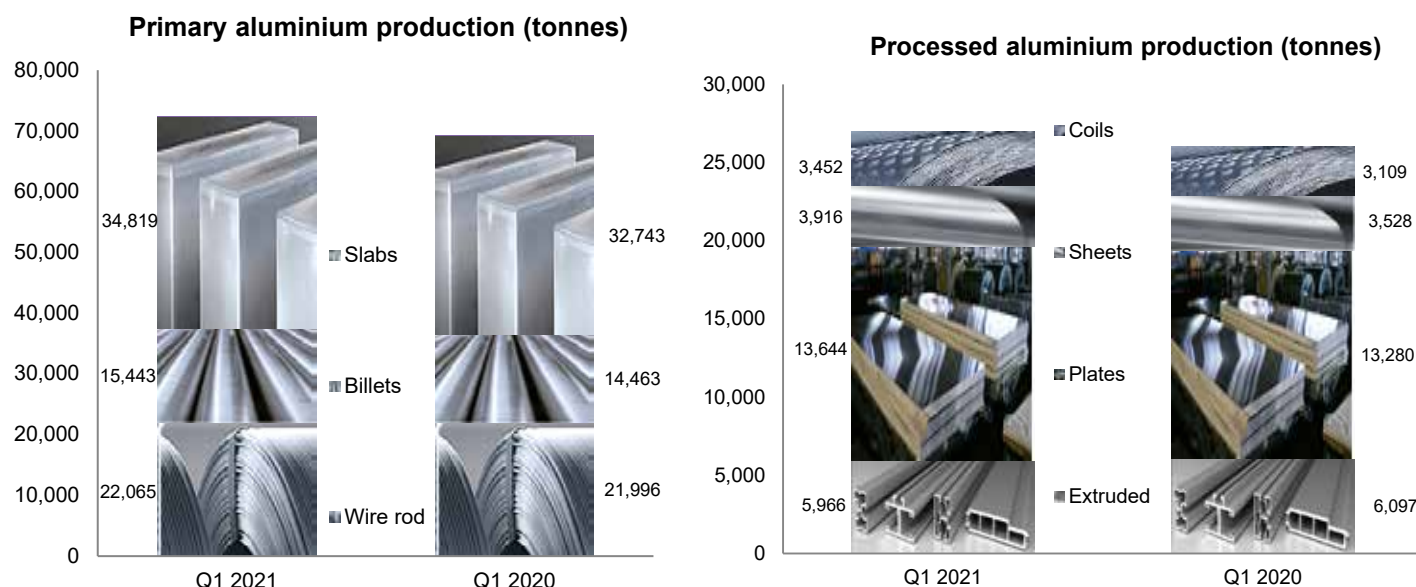 Primary aluminium production (tonnes)
80,000
70,000
60,000
50,000
40,000
30,000
20,000
10,000
0
34,819
15,443
22,065
Slabs
Billets
Wire rod
32,743
14,463
21,996
Q1 2021
Q1 2020
Processed aluminium production (tonnes)
30,000
25,000
20,000
15,000
10,000
5,000
0
3,452
3,916
13,644
5,966
Coils
Sheets
Plates
Extruded
3,109
3,528
13,280
6,097
Q1 2021
Q1 2020